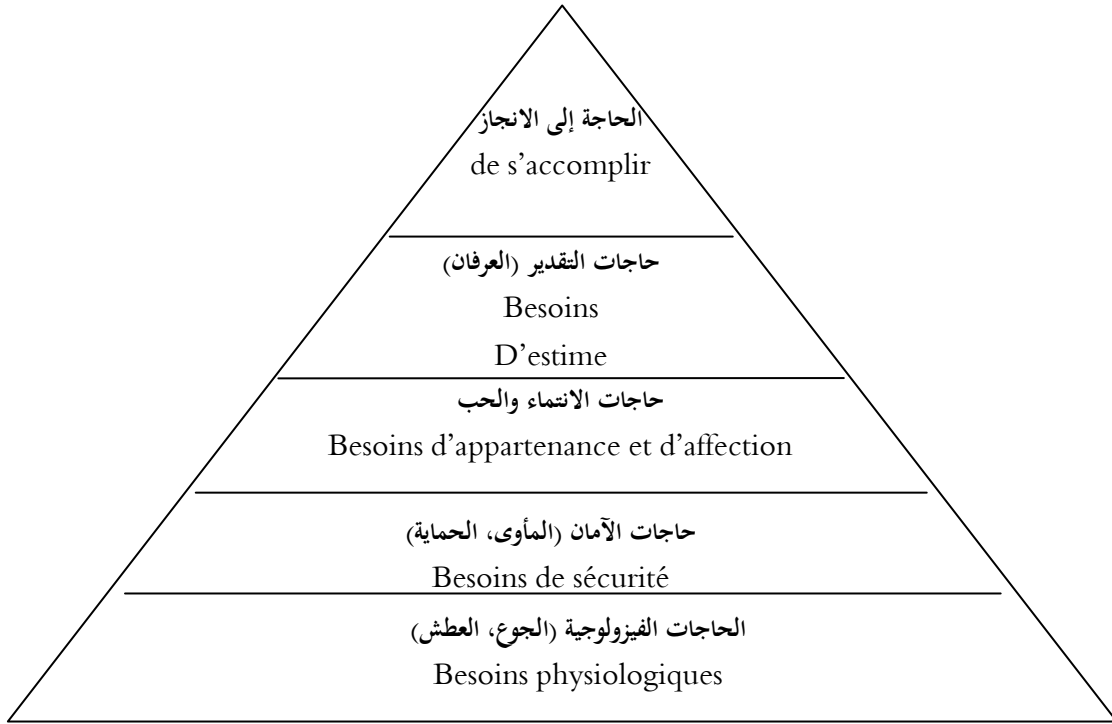 الحاجة إلى الانجاز
de s’accomplir
حاجات التقدير (العرفان)
Besoins
D’estime
حاجات الانتماء والحب
Besoins d’appartenance et d’affection
حاجات الآمان (المأوى، الحماية)
Besoins de sécurité
الحاجات الفيزولوجية (الجوع، العطش)
Besoins physiologiques